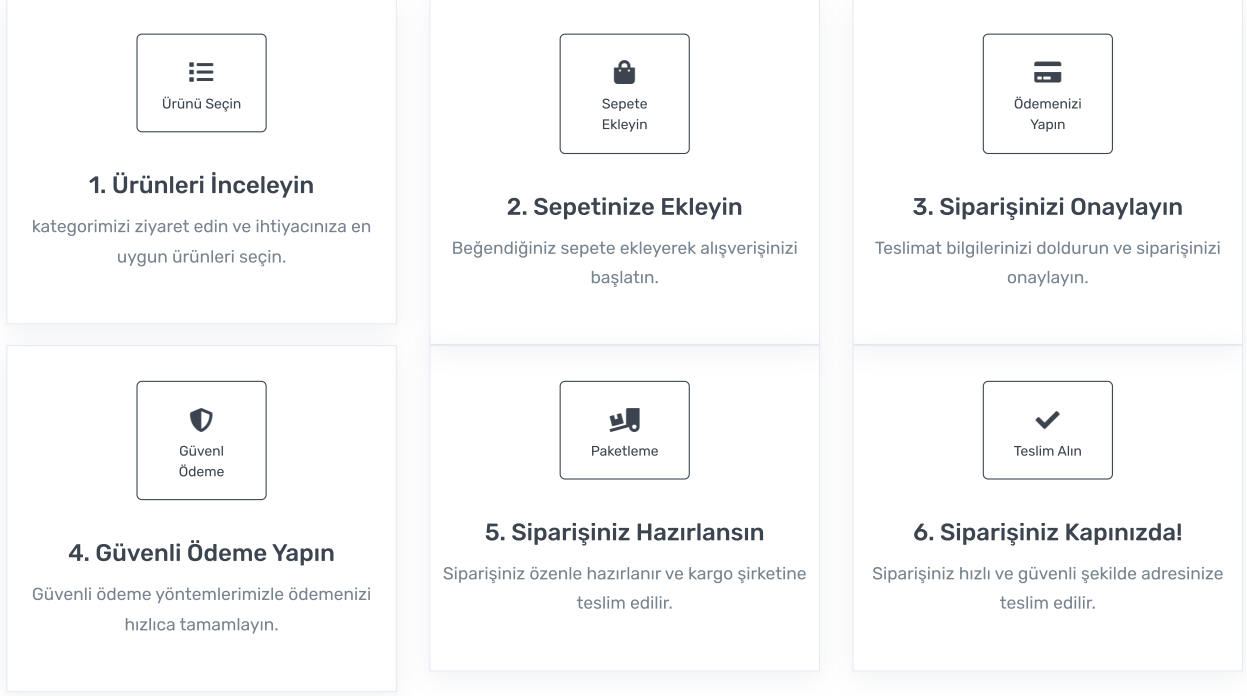 Ürünü Seçin
1. Ürünleri İnceleyin
kategorimizi ziyaret edin ve ihtiyacınıza en
uygun ürünleri seçin.
Sepete
Ekleyin
2. Sepetinize Ekleyin
Beğendiğiniz sepete ekleyerek alışverişinizi
başlatın.
Ödemenizi
Yapın
3. Siparişinizi Onaylayın
Teslimat bilgilerinizi doldurun ve siparişinizi
onaylayın.
Güvenl
Ödeme
4. Güvenli Ödeme Yapın
Güvenli ödeme yöntemlerimizle ödemenizi
hızlıca tamamlayın.
Paketleme
5. Siparişiniz Hazırlansın
Siparişiniz özenle hazırlanır ve kargo şirketine
teslim edilir.
Teslim Alın
6. Siparişiniz Kapınızda!
Siparişiniz hızlı ve güvenli şekilde adresinize
teslim edilir.